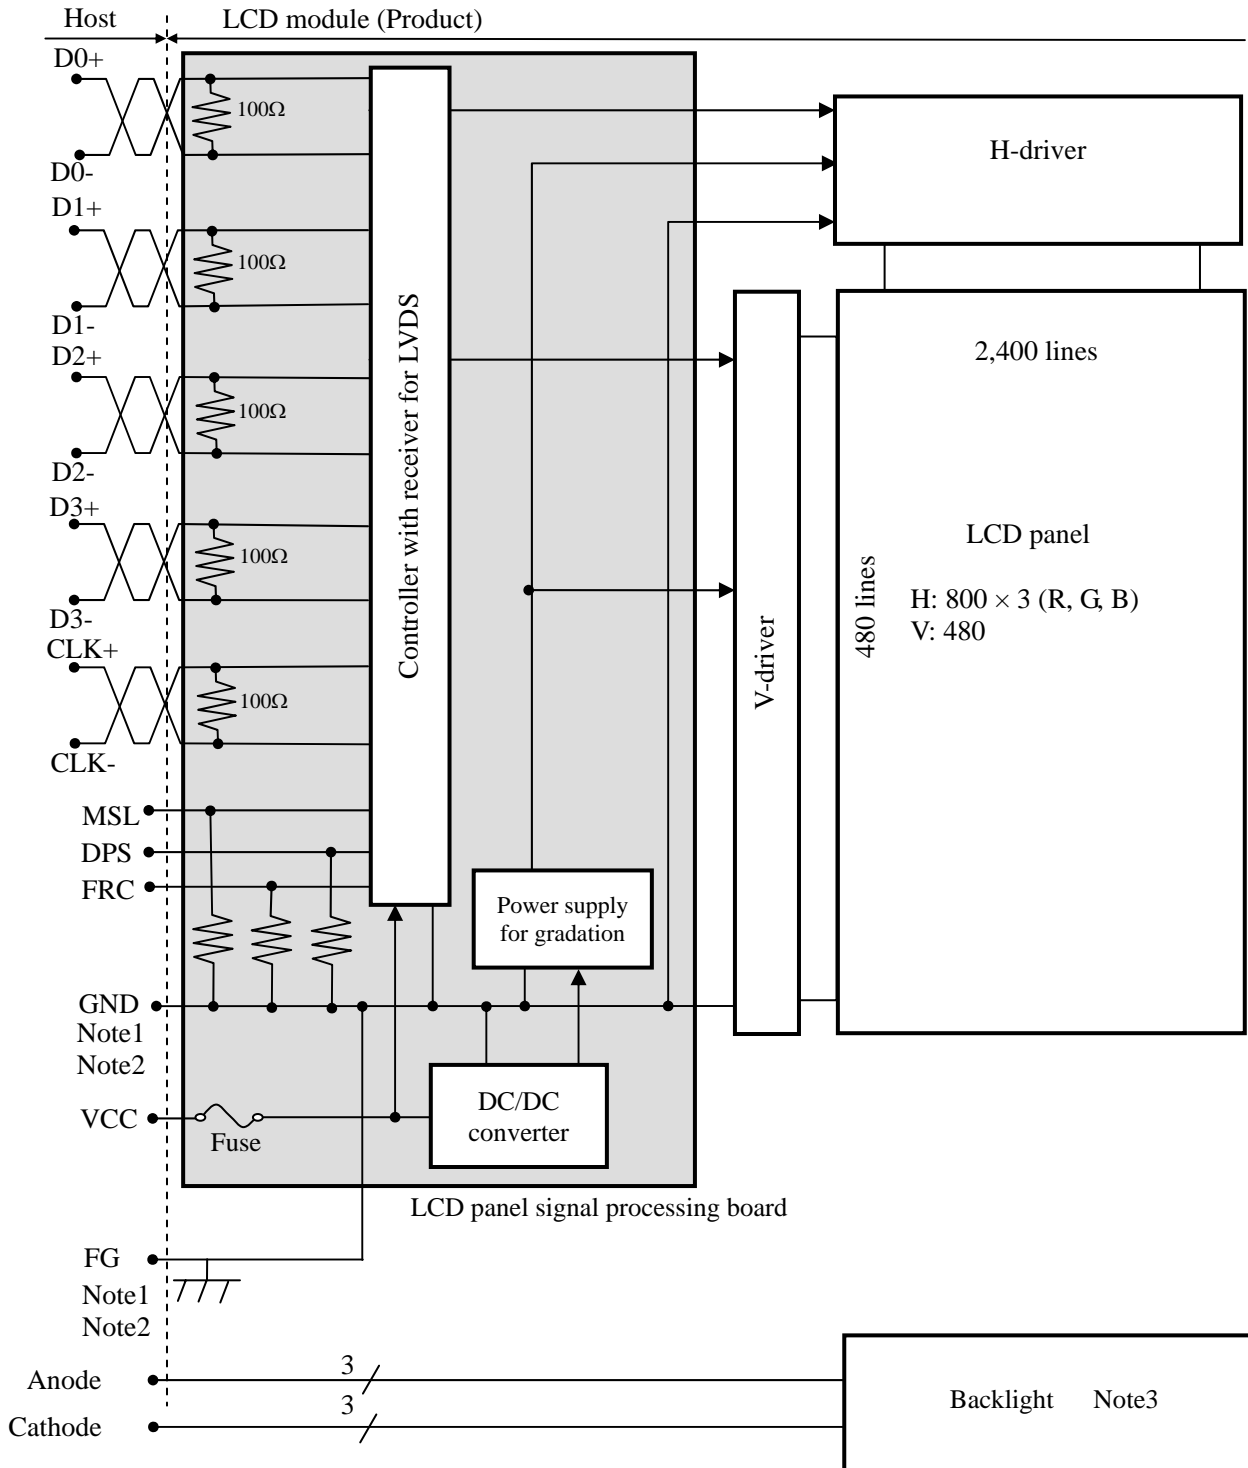 Host
LCD module (Product)
D0+
100Ω
D0-
D1+
100Ω
D1-
D2+
100Ω
D2-
D3+
100Ω
D3-
CLK+
100Ω
CLK-
MSL
DPS
FRC
GND
Note1
Note2
VCC
Fuse
FG
Note1
Note2
Anode
3
Cathode
3
Controller with receiver for LVDS
Power supply
for gradation
DC/DC
converter
LCD panel signal processing board
H-driver
V-driver
2,400 lines
480 lines
LCD panel
H: 800 × 3 (R, G, B)
V: 480
Backlight Note3